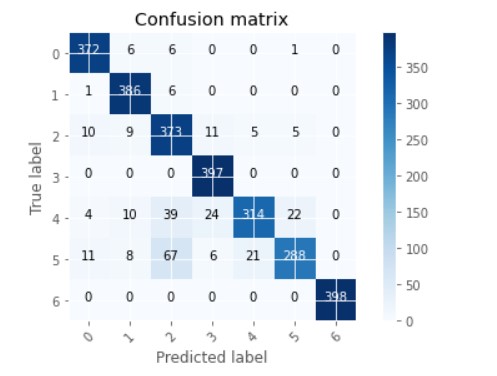 Confusion matrix
0 372 6 6 0 0 1 0
1 1 386 6 0 0 0 0
2 10 9 373 11 5 5 0
3 0 0 0 397 0 0 0
4 4 10 39 24 314 22 0
5 11 8 67 6 21 288 0
6 0 0 0 0 0 0 398
0 1 2 3 4 5 6
Predicted label
True label
350
300
250
200
150
100
50
0